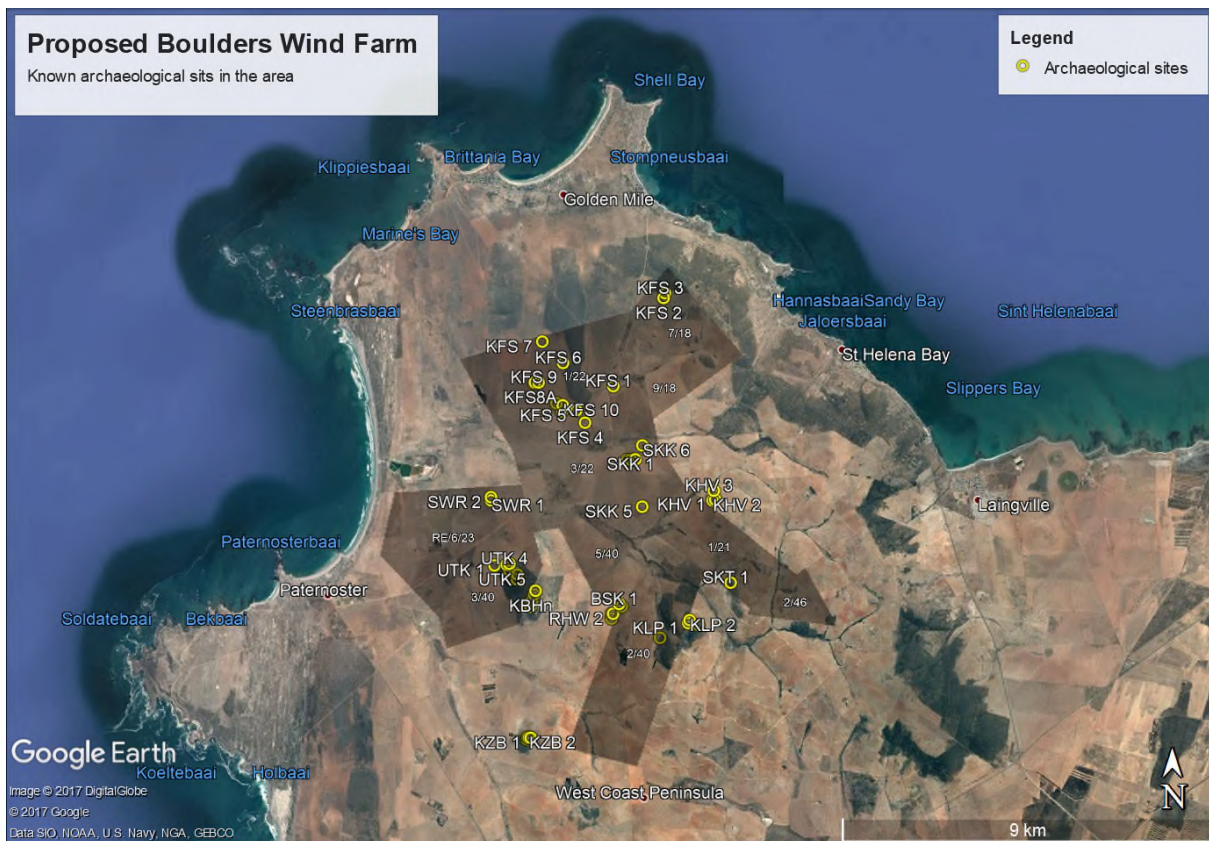 Proposed Boulders Wind Farm
Known archaeological sits in the area
Legend
Archaeological sites
Shell Bay
Klippiesbaai
Brittania Bay
Stompneusbaai
Golden Mile
Marine's Bay
Steenbrasbaai
KFS 3
KFS 2
HannasbaaiSandy Bay
Jaloersbaai
Sint Helenabaai
7/18
KFS 7
KFS 6
St Helena Bay
KFS 9
1/22
KFS 1
9/18
Slippers Bay
KFS8A
KFS 5
KFS 10
KFS 4
SKK 6
3/22
SKK 1
KHV 3
SWR 2
SWR 1
SKK 5
KHV 1
KHV 2
Laingville
RE/6/23
Paternosterbaai
5/40
1/21
UTK 4
UTK 1
UTK 5
SKT 1
Paternoster
3/40
KBHn
BSK 1
2/46
Soldatebaai
Bekbaai
RHW 2
KLP 1
KLP 2
2/40
KZB 1
KZB 2
Google Earth
Koeltebaai
Holbaai
West Coast Peninsula
Image © 2017 DigitalGlobe
© 2017 Google
Data SIO, NOAA, U.S. Navy, NGA, GEBCO
N
9 km